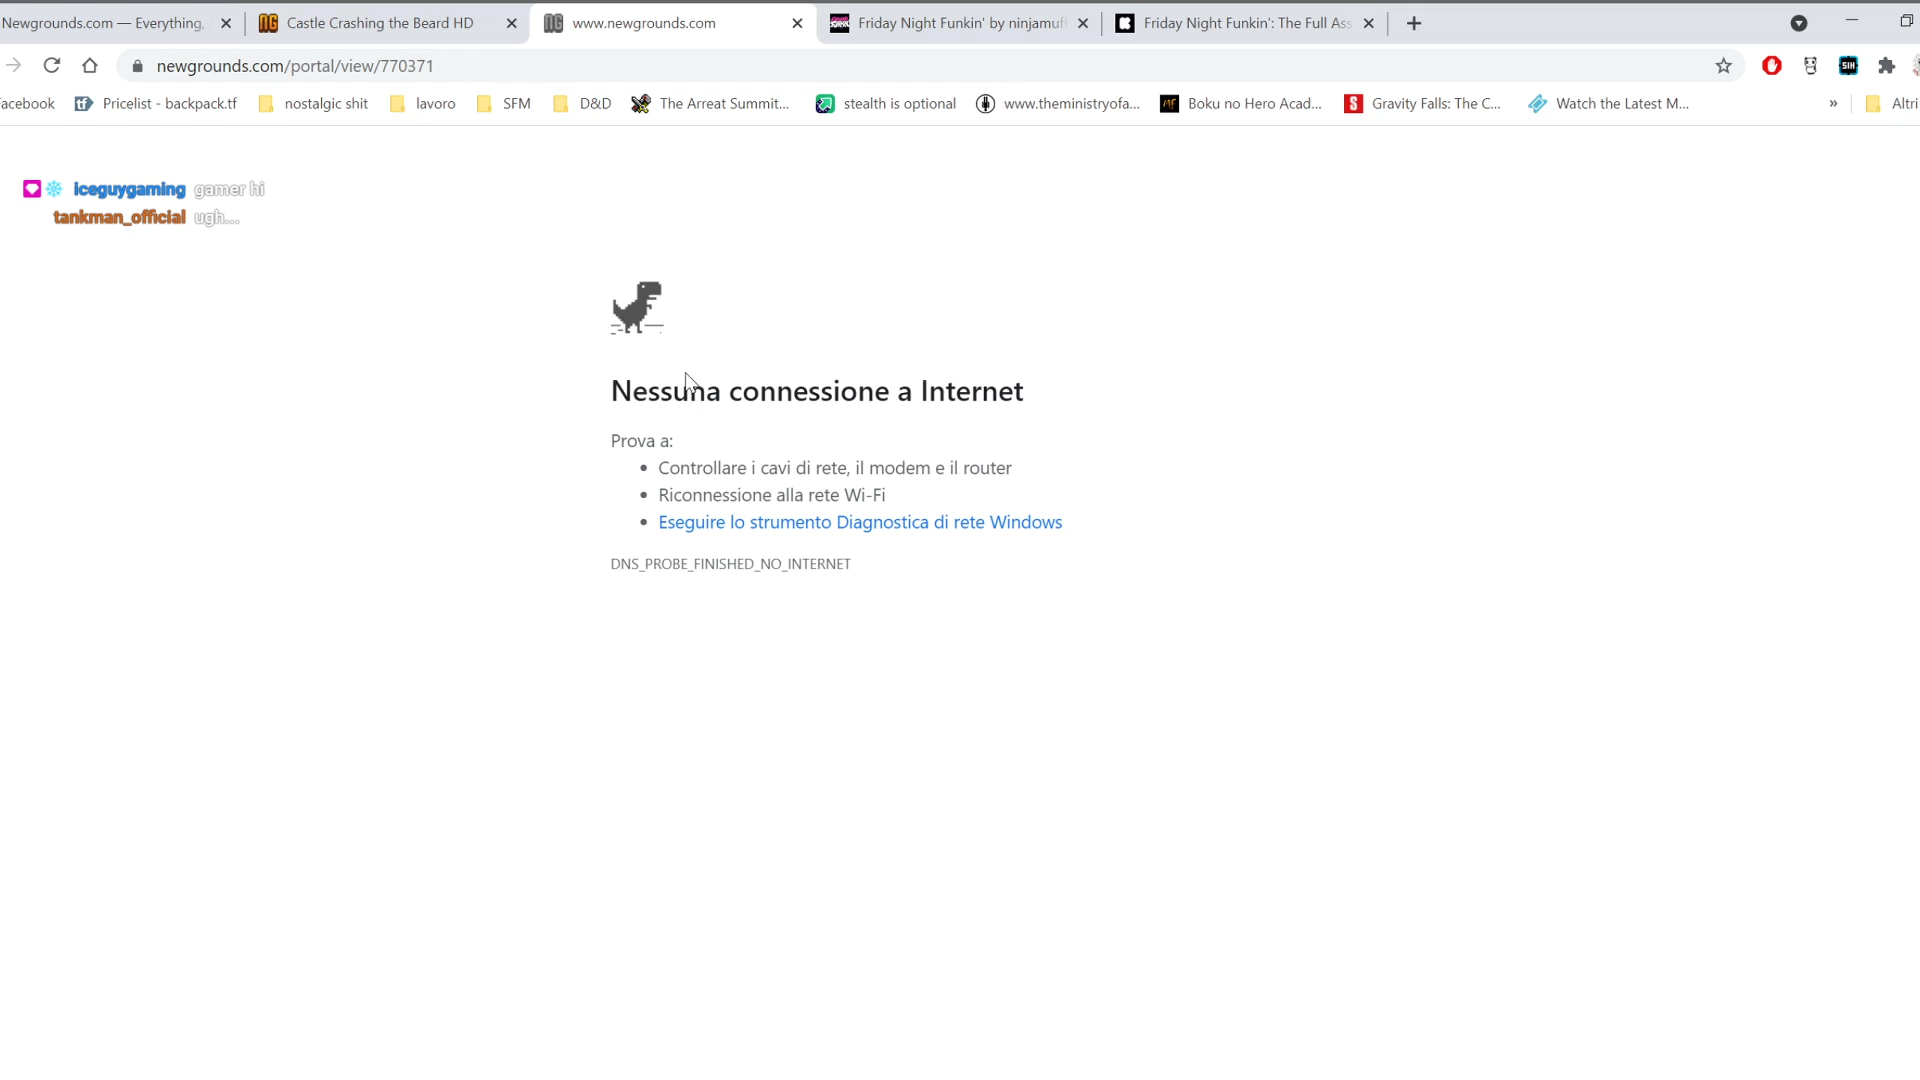 Newgrounds.com — Everything, Castle Crashing the Beard HD www.newgrounds.com Friday Night Funkin' by ninjamuf Friday Night Funkin': The Full Ass
newgrounds.com/portal/view/770371
acebook Pricelist - backpack.tf nostalgic shit lavoro SFM D&D The Arreat Summit... stealth is optional www.theministryofa... Boku no Hero Acad... Gravity Falls: The C... Watch the Latest M... » Altri
iceguygaming gamer hi
tankman_official ugh...
Nessuna connessione a Internet
Prova a:
• Controllare i cavi di rete, il modem e il router
• Riconnessione alla rete Wi-Fi
• Eseguire lo strumento Diagnostica di rete Windows
DNS_PROBE_FINISHED_NO_INTERNET